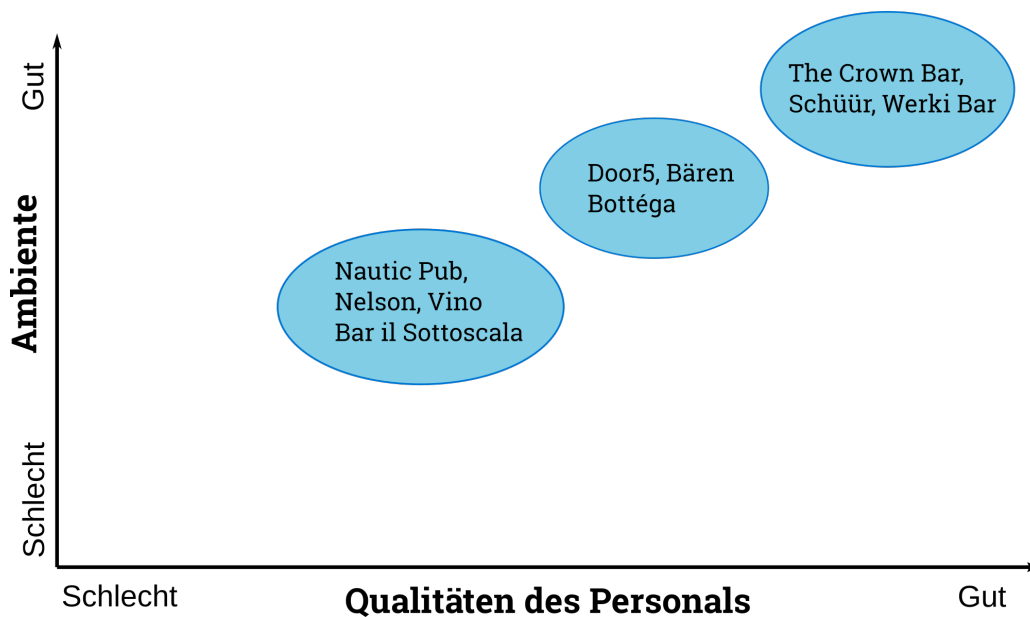 Gut
Ambiente
Schlecht
The Crown Bar,
Schüür, Werki Bar
Door5, Bären
Bottéga
Nautic Pub,
Nelson, Vino
Bar il Sottoscala
Schlecht
Qualitäten des Personals
Gut